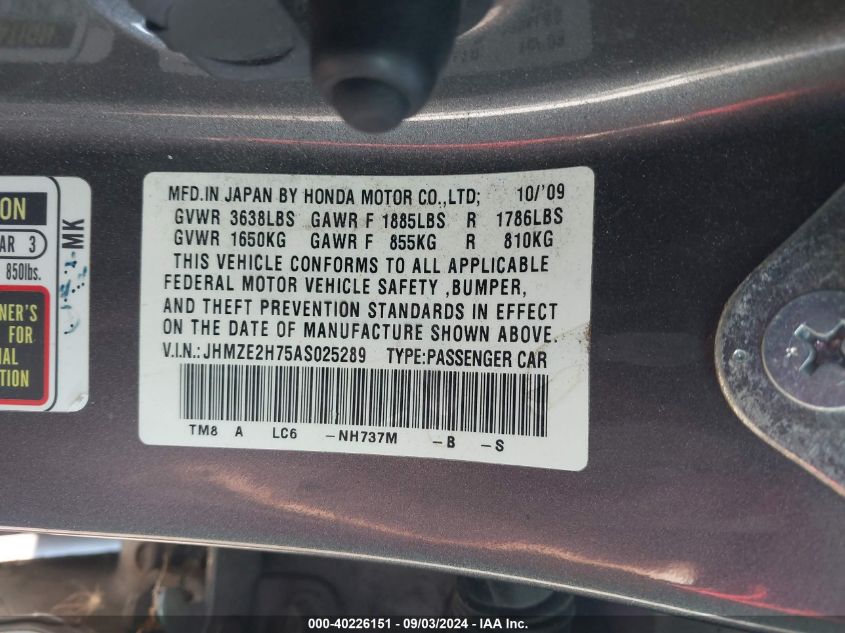 MFD.IN JAPAN BY HONDA MOTOR CO.,LTD; 10/'09
GVWR 3638LBS GAWR F 1885LBS R 1786LBS
GVWR 1650KG GAWR F 855KG R 810KG
THIS VEHICLE CONFORMS TO ALL APPLICABLE
FEDERAL MOTOR VEHICLE SAFETY ,BUMPER,
AND THEFT PREVENTION STANDARDS IN EFFECT
ON THE DATE OF MANUFACTURE SHOWN ABOVE.
V.I.N.: JHMZE2H75AS025289 TYPE:PASSENGER CAR
TM8 A LC6 -NH737M -B -S
ON
AR 3
850lbs.
NER'S
FOR
IAL
TION
MK
000-40226151 - 09/03/2024 - IAA Inc.